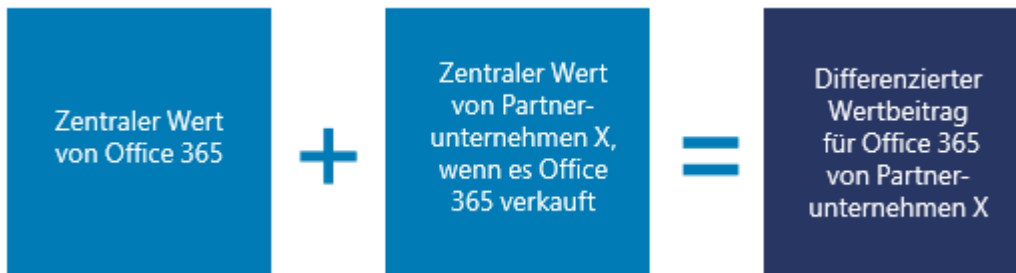 Zentraler Wert
von Office 365
+
Zentraler Wert
von Partner-
unternehmen X,
wenn es Office
365 verkauft
=
Differenzierter
Wertbeitrag
für Office 365
von Partner-
unternehmen X